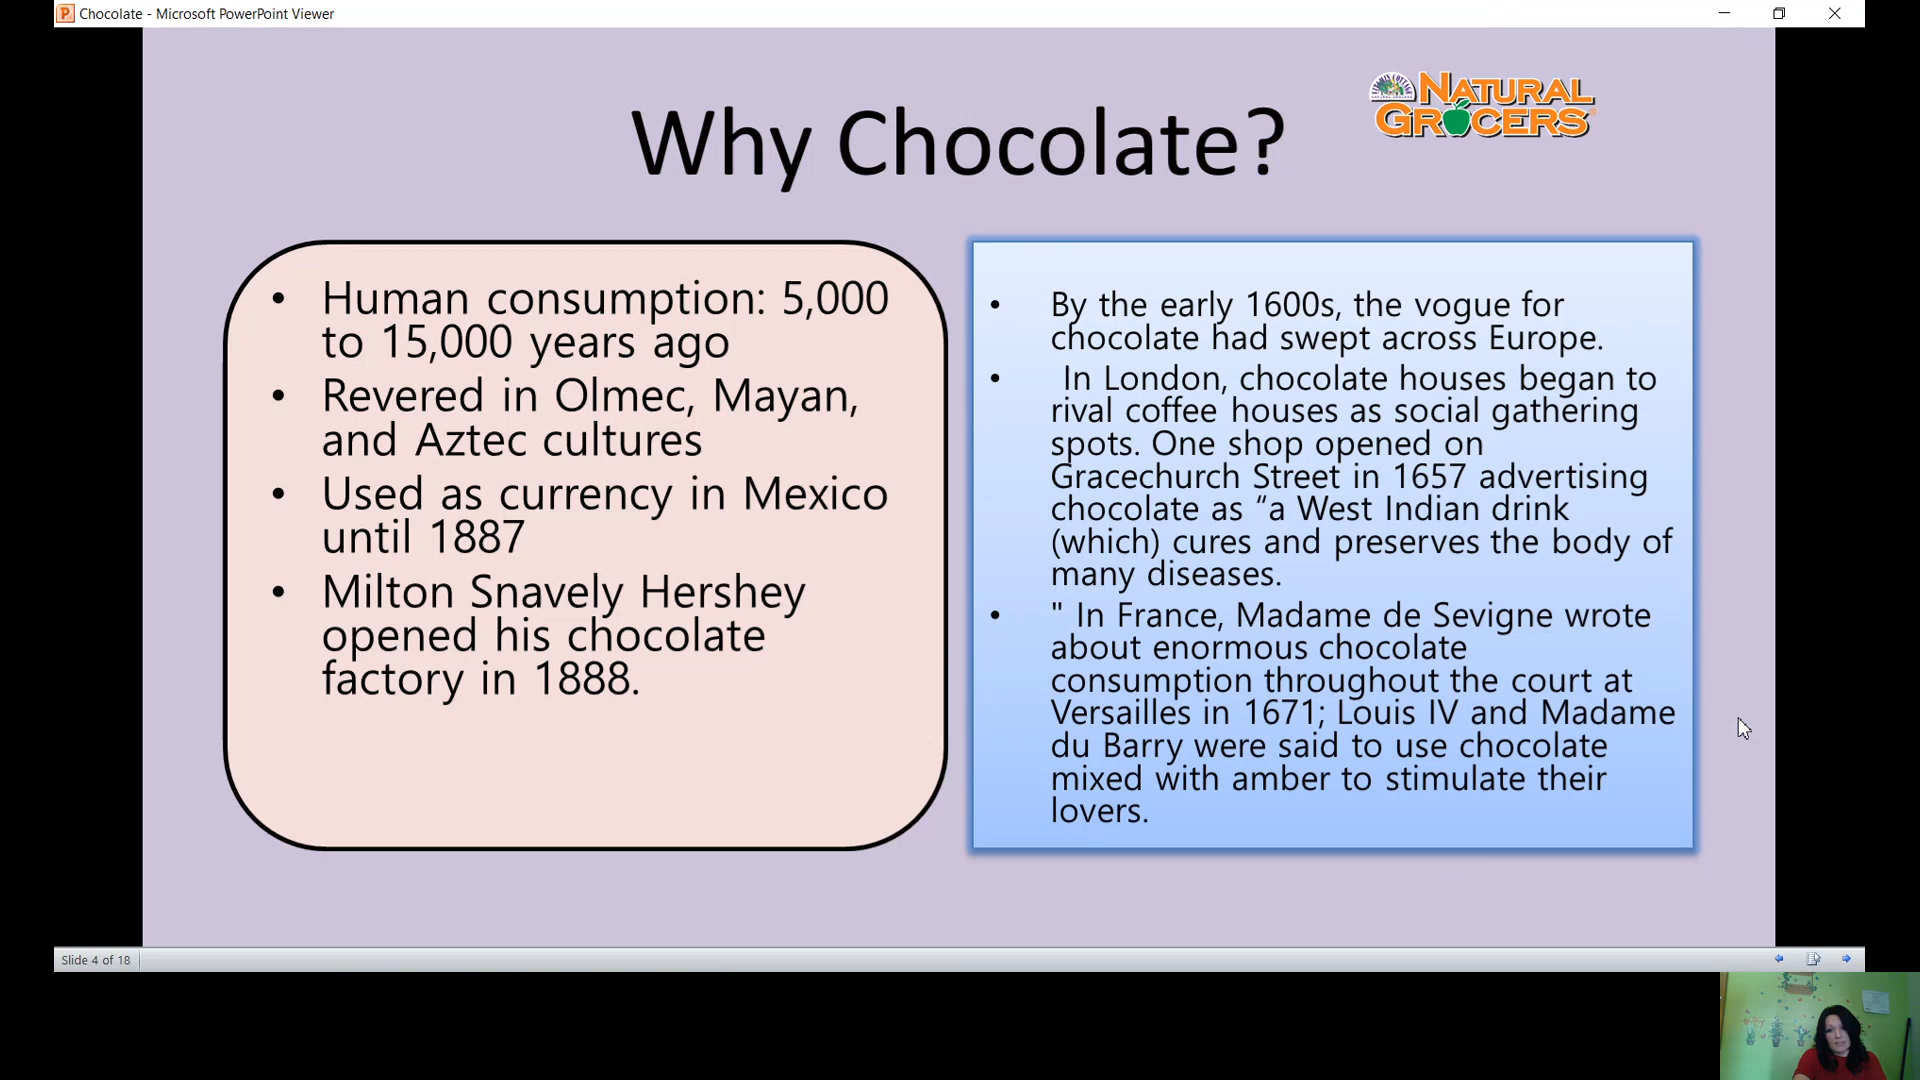 Chocolate - Microsoft PowerPoint Viewer
NATURAL
GROCERS
Why Chocolate?
• Human consumption: 5,000
to 15,000 years ago
• Revered in Olmec, Mayan,
and Aztec cultures
• Used as currency in Mexico
until 1887
• Milton Snavely Hershey
opened his chocolate
factory in 1888.
• By the early 1600s, the vogue for
chocolate had swept across Europe.
• In London, chocolate houses began to
rival coffee houses as social gathering
spots. One shop opened on
Gracechurch Street in 1657 advertising
chocolate as “a West Indian drink
(which) cures and preserves the body of
many diseases.
• " In France, Madame de Sevigne wrote
about enormous chocolate
consumption throughout the court at
Versailles in 1671; Louis IV and Madame
du Barry were said to use chocolate
mixed with amber to stimulate their
lovers.
Slide 4 of 18